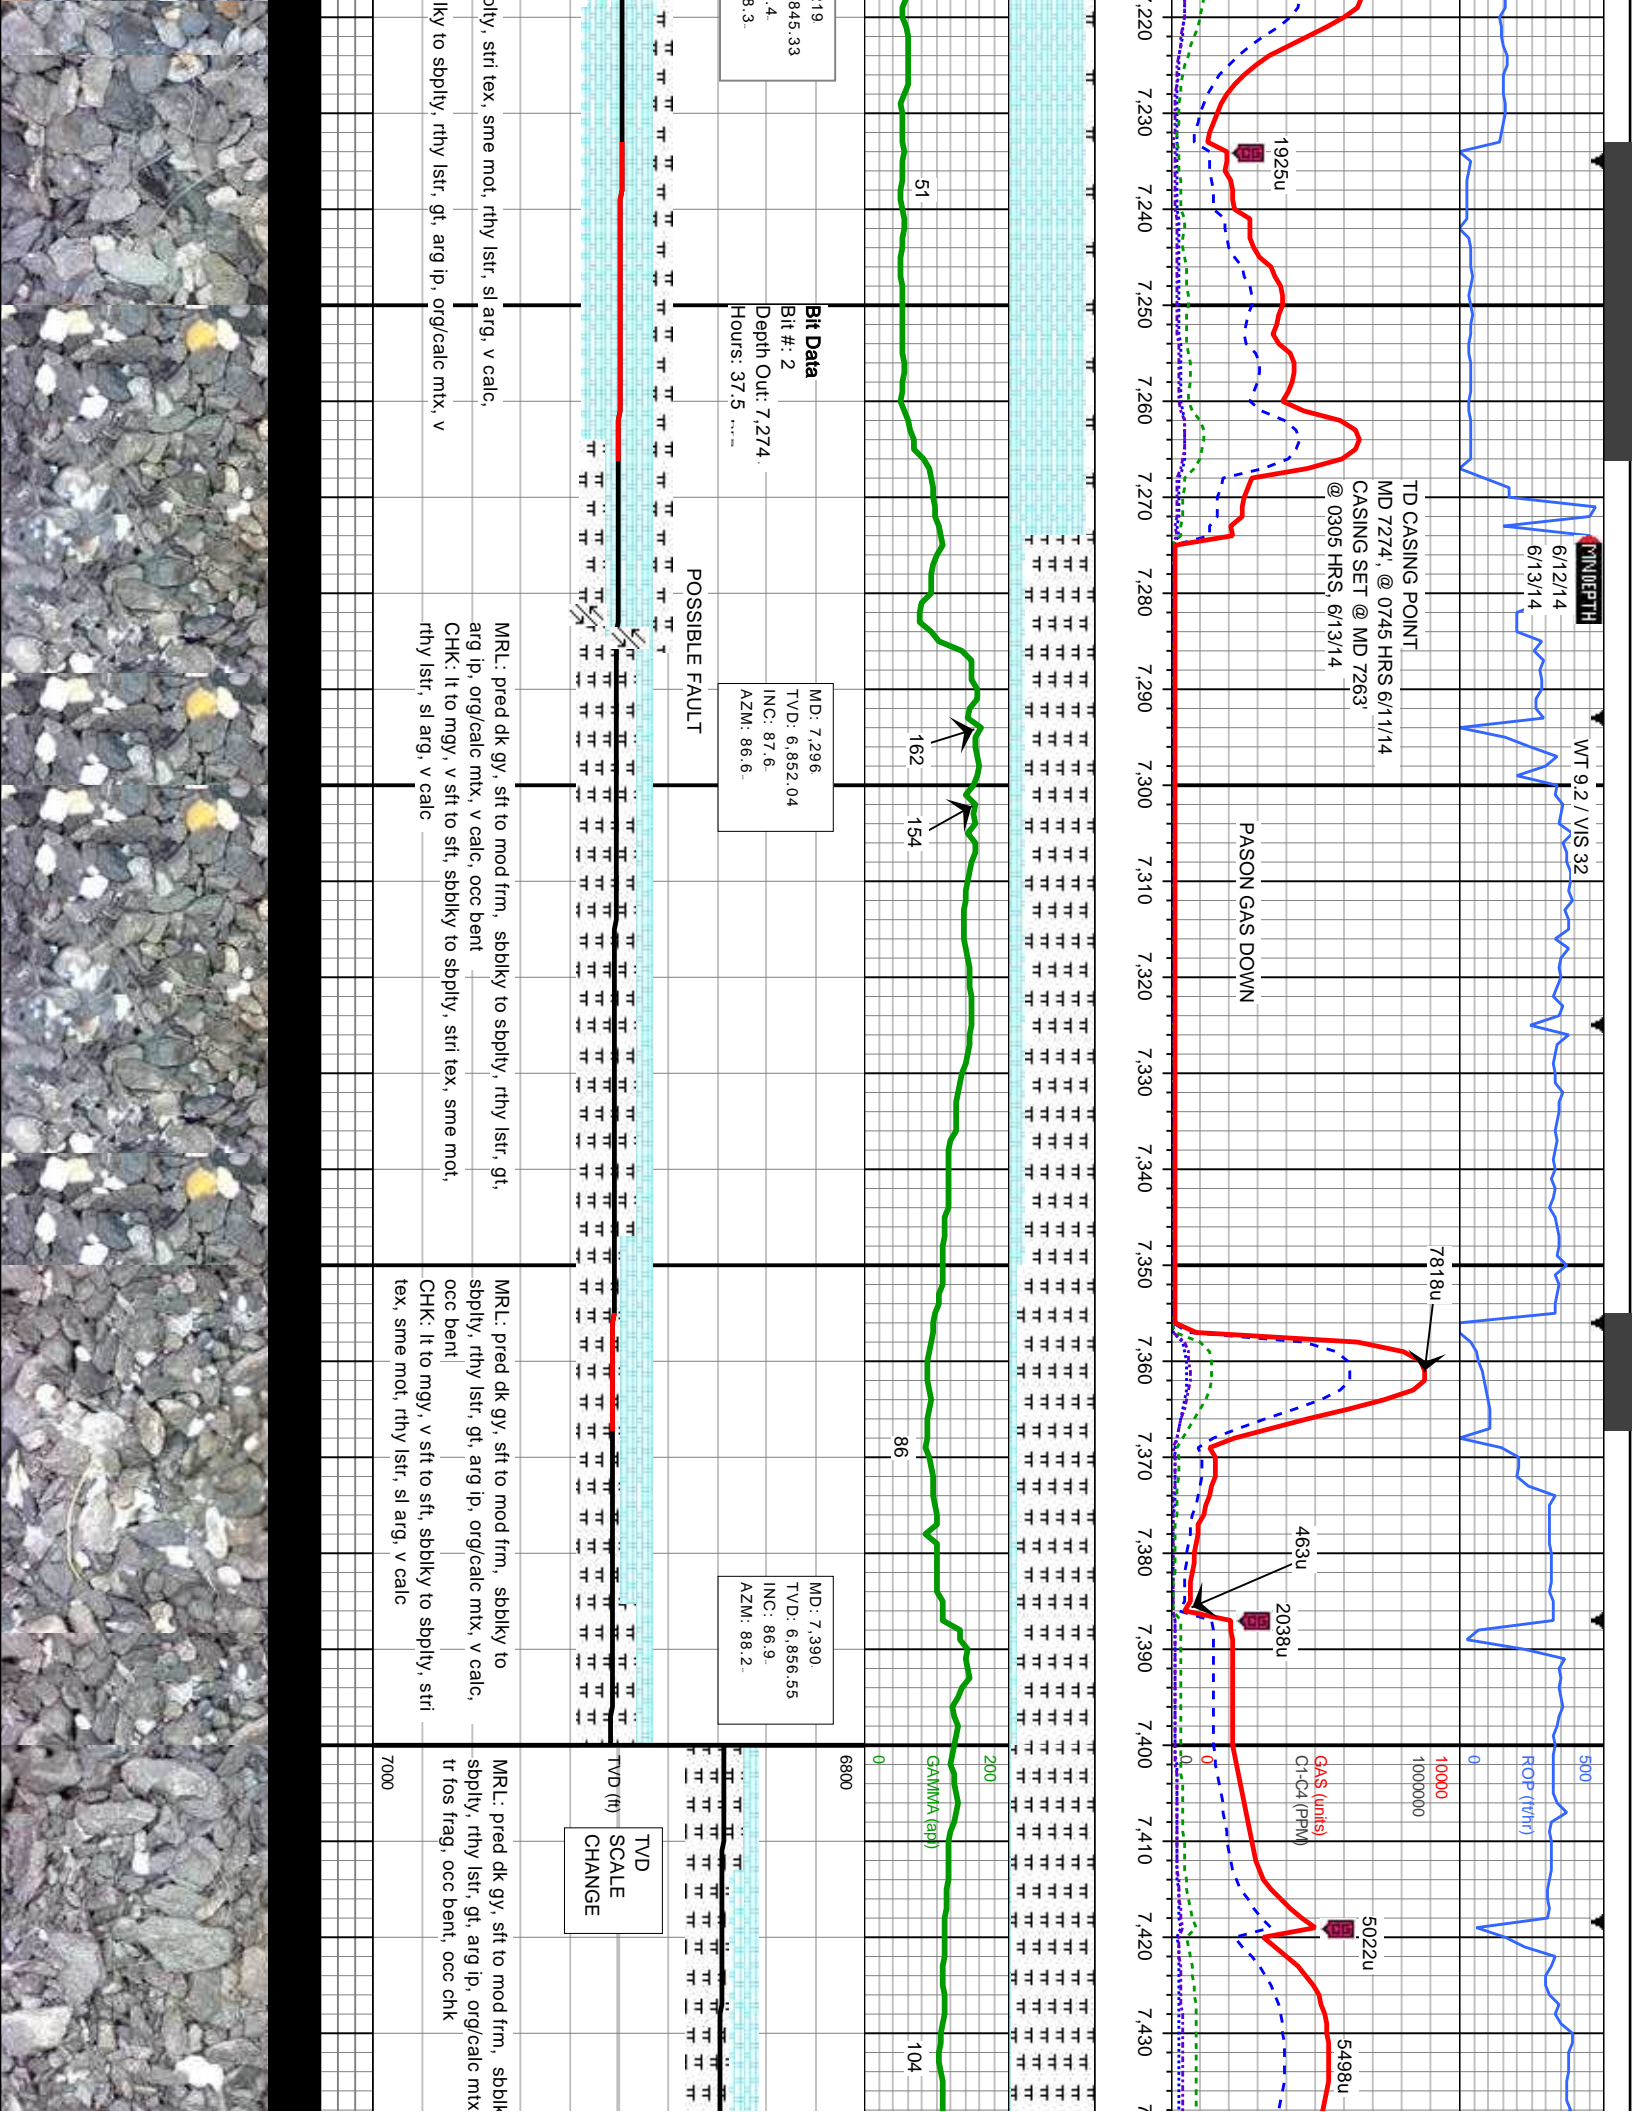 WT 9.2 / VIS 32
MN DEPTH
6/12/14
6/13/14
500
ROP (ft/hr)
0
TD CASING POINT
MD 7274', @ 0745 HRS 6/11/14
CASING SET @ MD 7263'
@ 0305 HRS, 6/13/14
PASON GAS DOWN
1925u
CG
7818u
463u
2038u
CG
5022u
CG
5498u
10000
1000000
GAS (units)
C1-C4 (PPM)
0
0
7,220 7,230 7,240 7,250 7,260 7,270 7,280 7,290 7,300 7,310 7,320 7,330 7,340 7,350 7,360 7,370 7,380 7,390 7,400 7,410 7,420 7,430
200
GAMMA (api)
0
51
162
154
86
104
845.33
Bit Data
Bit #: 2
Depth Out: 7,274
Hours: 37.5
MD: 7,296
TVD: 6,852.04
INC: 87.6
AZM: 86.6
MD: 7,390
TVD: 6,856.55
INC: 86.9
AZM: 88.2
POSSIBLE FAULT
6800
TVD (ft)
7000
TVD
SCALE
CHANGE
plty, stri tex, sme mot, rthy lstr, sl arg, v calc,
lky to sbplty, rthy lstr, gt, arg ip, org/calc mtx, v
MRL: pred dk gy, sft to mod frm, sbblky to sbplty, rthy lstr, gt,
arg ip, org/calc mtx, v calc, occ bent
CHK: lt to mgy, v sft to sft, sbblky to sbplty, stri tex, sme mot,
rthy lstr, sl arg, v calc
MRL: pred dk gy, sft to mod frm, sbblky to
sbplty, rthy lstr, gt, arg ip, org/calc mtx, v calc,
occ bent
CHK: lt to mgy, v sft to sft, sbblky to sbplty, stri
tex, sme mot, rthy lstr, sl arg, v calc
MRL: pred dk gy, sft to mod frm, sbblk
sbplty, rthy lstr, gt, arg ip, org/calc mtx
tr fos frag, occ bent, occ chk